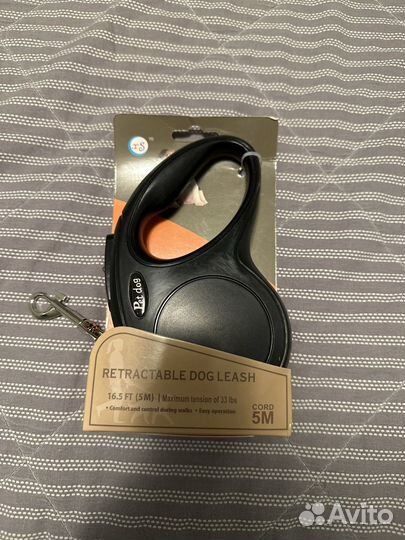 xS
Pet dog
RETRACTABLE DOG LEASH
16.5 FT (5M) | Maximum tension of 33 lbs
• Comfort and control during walks • Easy operation
CORD
5M
Avito